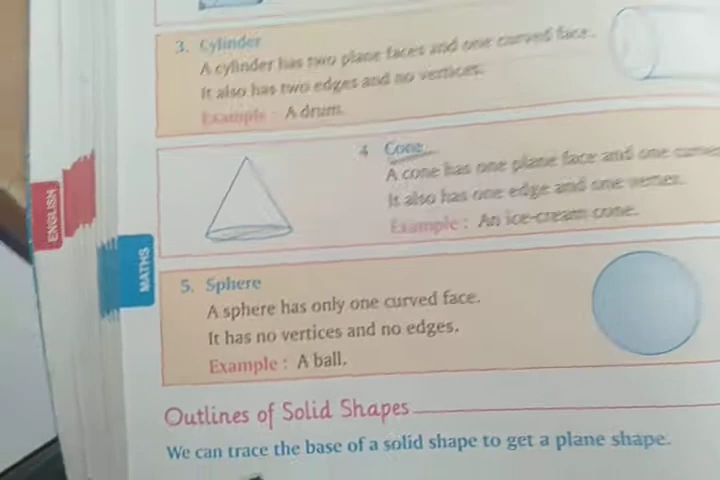 3. Cylinder
A cylinder has two plane faces and one curved face.
It also has two edges and no vertices.
Example : A drum.
4 Cone
A cone has one plane face and one
It also has one edge and one vertex.
Example : An ice-cream cone.
ENGLISH
MATHS
5. Sphere
A sphere has only one curved face.
It has no vertices and no edges.
Example : A ball.
Outlines of Solid Shapes
We can trace the base of a solid shape to get a plane shape.